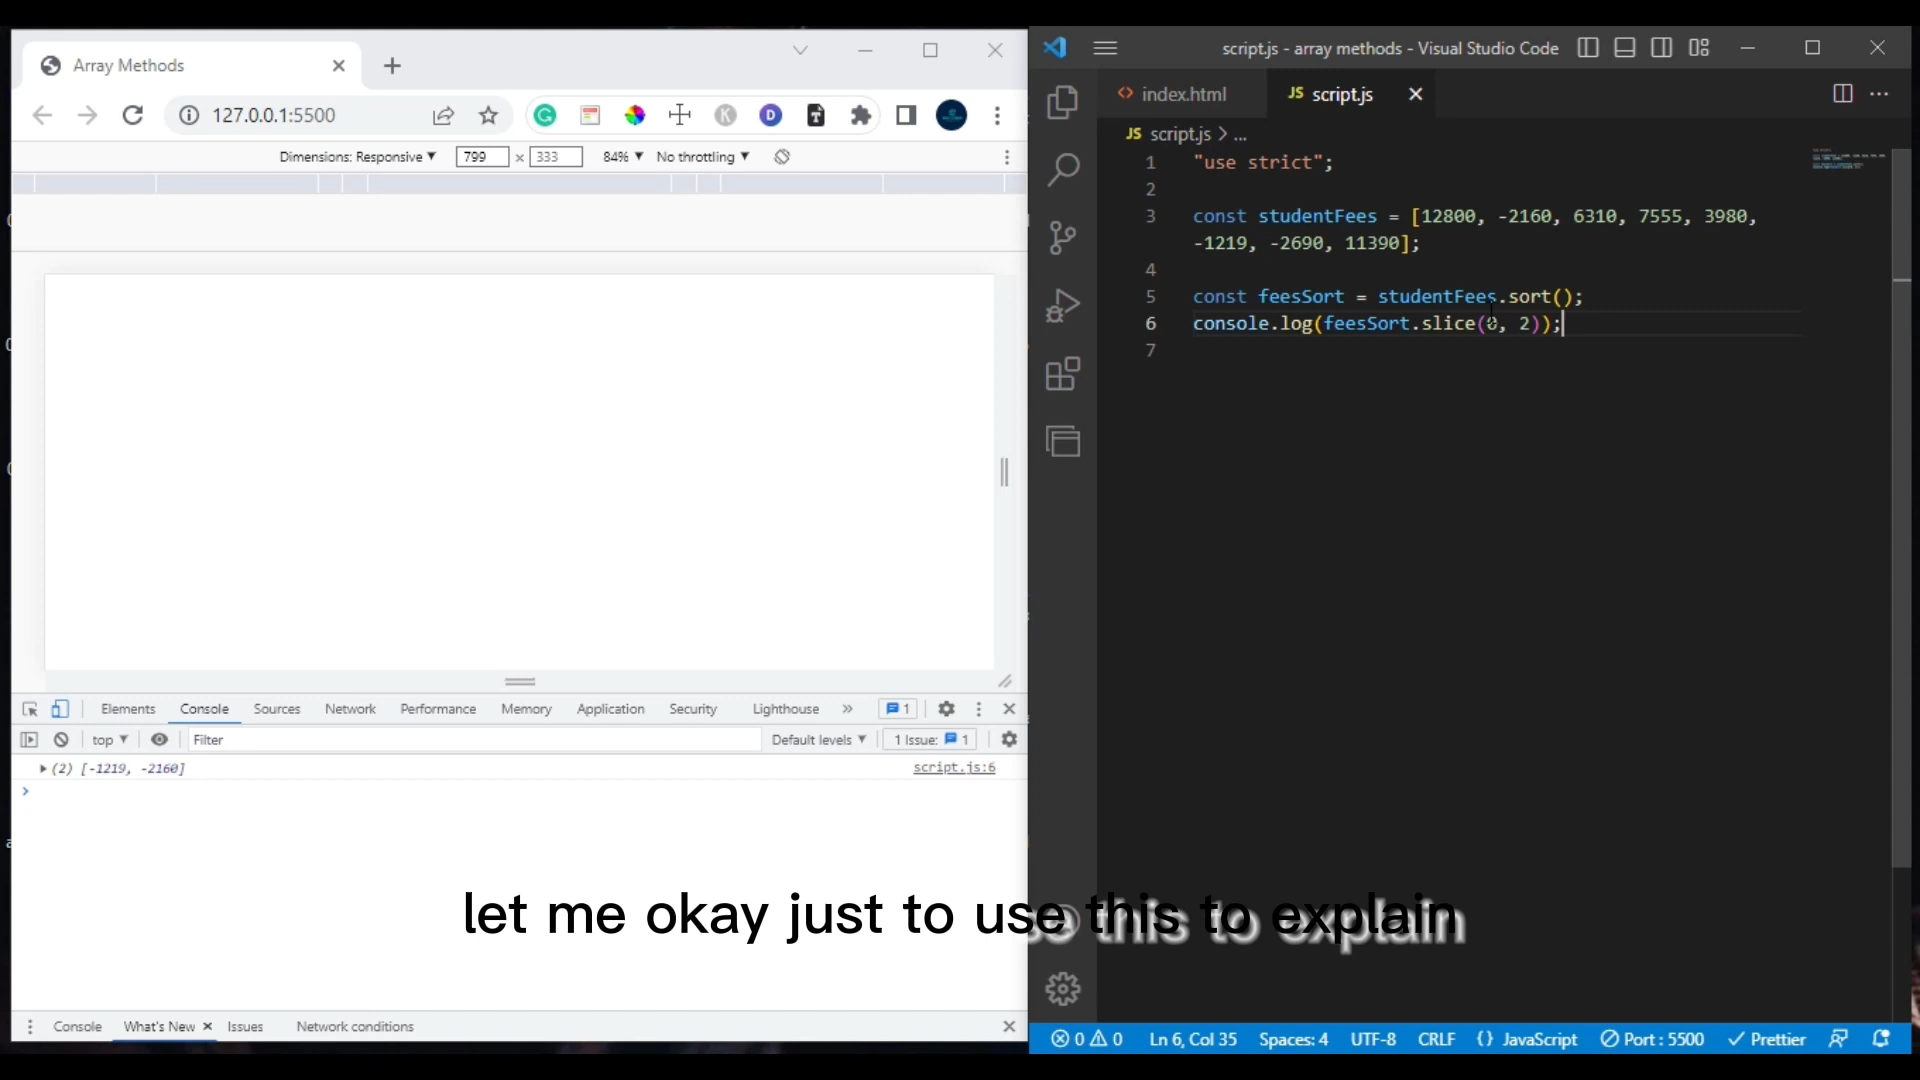 Array Methods
127.0.0.1:5500
Dimensions: Responsive 799 x 333 84% No throttling
Elements Console Sources Network Performance Memory Application Security Lighthouse » 1
top Filter Default levels 1 Issue: 1
(2) [-1219, -2160] script.js:6
Console What's New Issues Network conditions
script.js - array methods - Visual Studio Code
index.html JS script.js
JS script.js > ...
1 "use strict";
2
3 const studentFees = [12800, -2160, 6310, 7555, 3980,
-1219, -2690, 11390];
4
5 const feesSort = studentFees.sort();
6 console.log(feesSort.slice(0, 2));
7
let me okay just to use this to explain
0 0 Ln 6, Col 35 Spaces: 4 UTF-8 CRLF {} JavaScript Port : 5500 Prettier